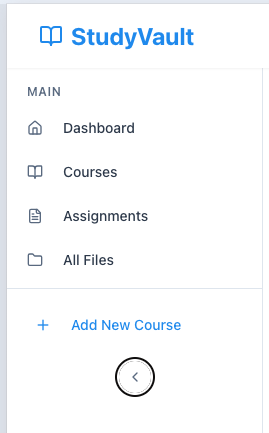 StudyVault
MAIN
Dashboard
Courses
Assignments
All Files
Add New Course